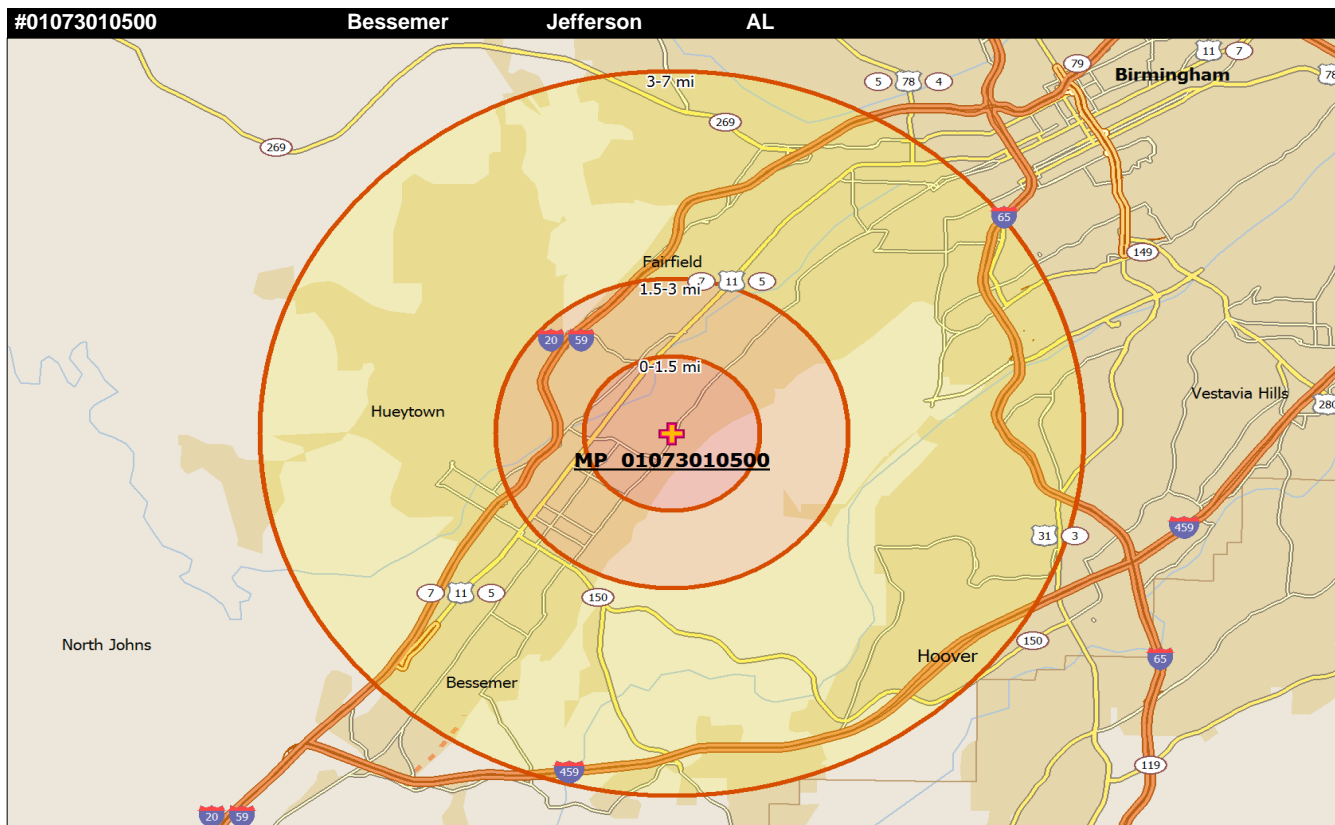 #01073010500 Bessemer Jefferson AL
3-7 mi
79
11 7
5 78 4
Birmingham
78
269
269
65
149
Fairfield
7 11 5
1.5-3 mi
20 59
0-1.5 mi
Vestavia Hills
280
Hueytown
MP 01073010500
459
31 3
7 11 5
150
150
North Johns
Hoover
65
Bessemer
119
459
20 59